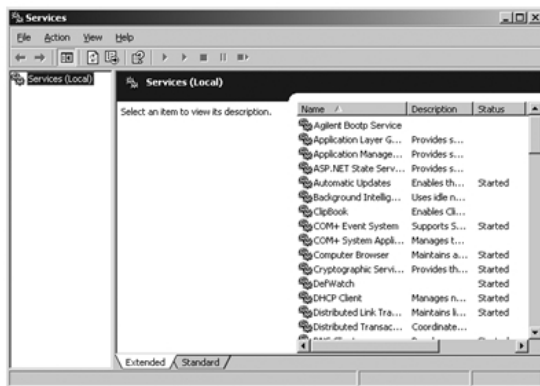 Services
File Action View Help
Services (Local)
Services (Local)
Select an item to view its description.
Name Description Status
Agilent Bootp Service
Application Layer G... Provides s...
Application Manage... Provides s...
ASP.NET State Serv... Provides s...
Automatic Updates Enables th... Started
Background Intellig... Uses idle n...
ClipBook Enables Cli...
COM+ Event System Supports S... Started
COM+ System Appli... Manages t...
Computer Browser Maintains a... Started
Cryptographic Servi... Provides th... Started
DefWatch Started
DHCP Client Manages n... Started
Distributed Link Tra... Maintains li... Started
Distributed Transac... Coordinate...
Extended Standard